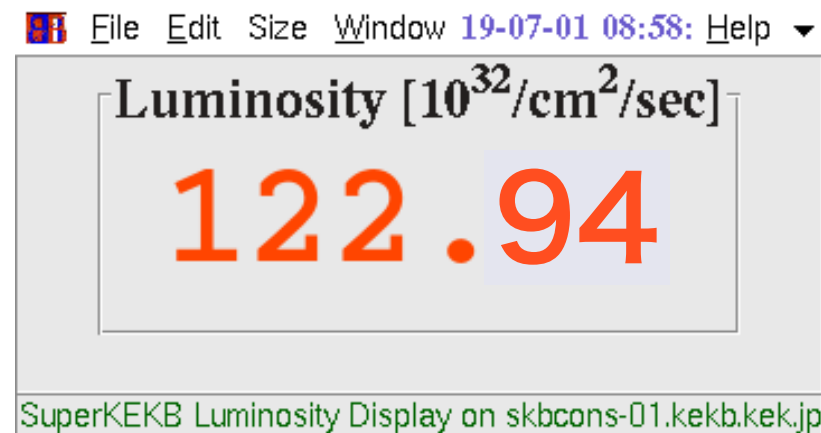 File Edit Size Window 19-07-01 08:58: Help
Luminosity [10³²/cm²/sec]
122.94
SuperKEKB Luminosity Display on skbcons-01.kekb.kek.jp